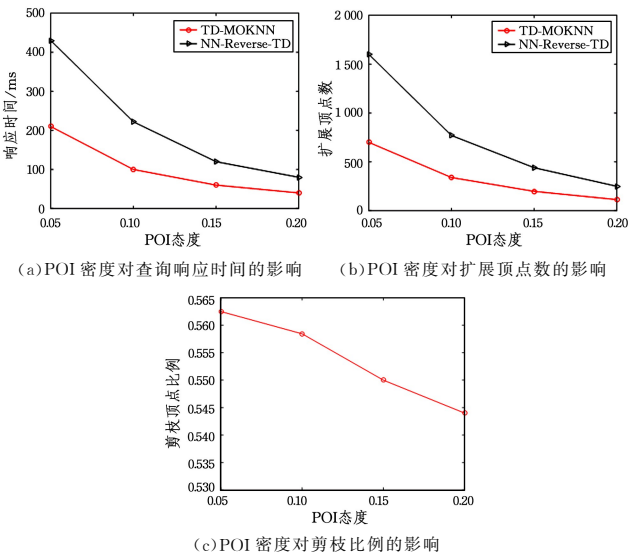 500
400
300
200
100
0
响应时间/ms
TD-MOKNN
NN-Reverse-TD
0.05 0.10 0.15 0.20
POI态度
(a)POI 密度对查询响应时间的影响
2 000
1 500
1 000
500
0
扩展顶点数
TD-MOKNN
NN-Reverse-TD
0.05 0.10 0.15 0.20
POI态度
(b)POI 密度对扩展顶点数的影响
0.565
0.560
0.555
0.550
0.545
0.540
0.535
0.530
剪枝顶点比例
0.05 0.10 0.15 0.20
POI态度
(c)POI 密度对剪枝比例的影响